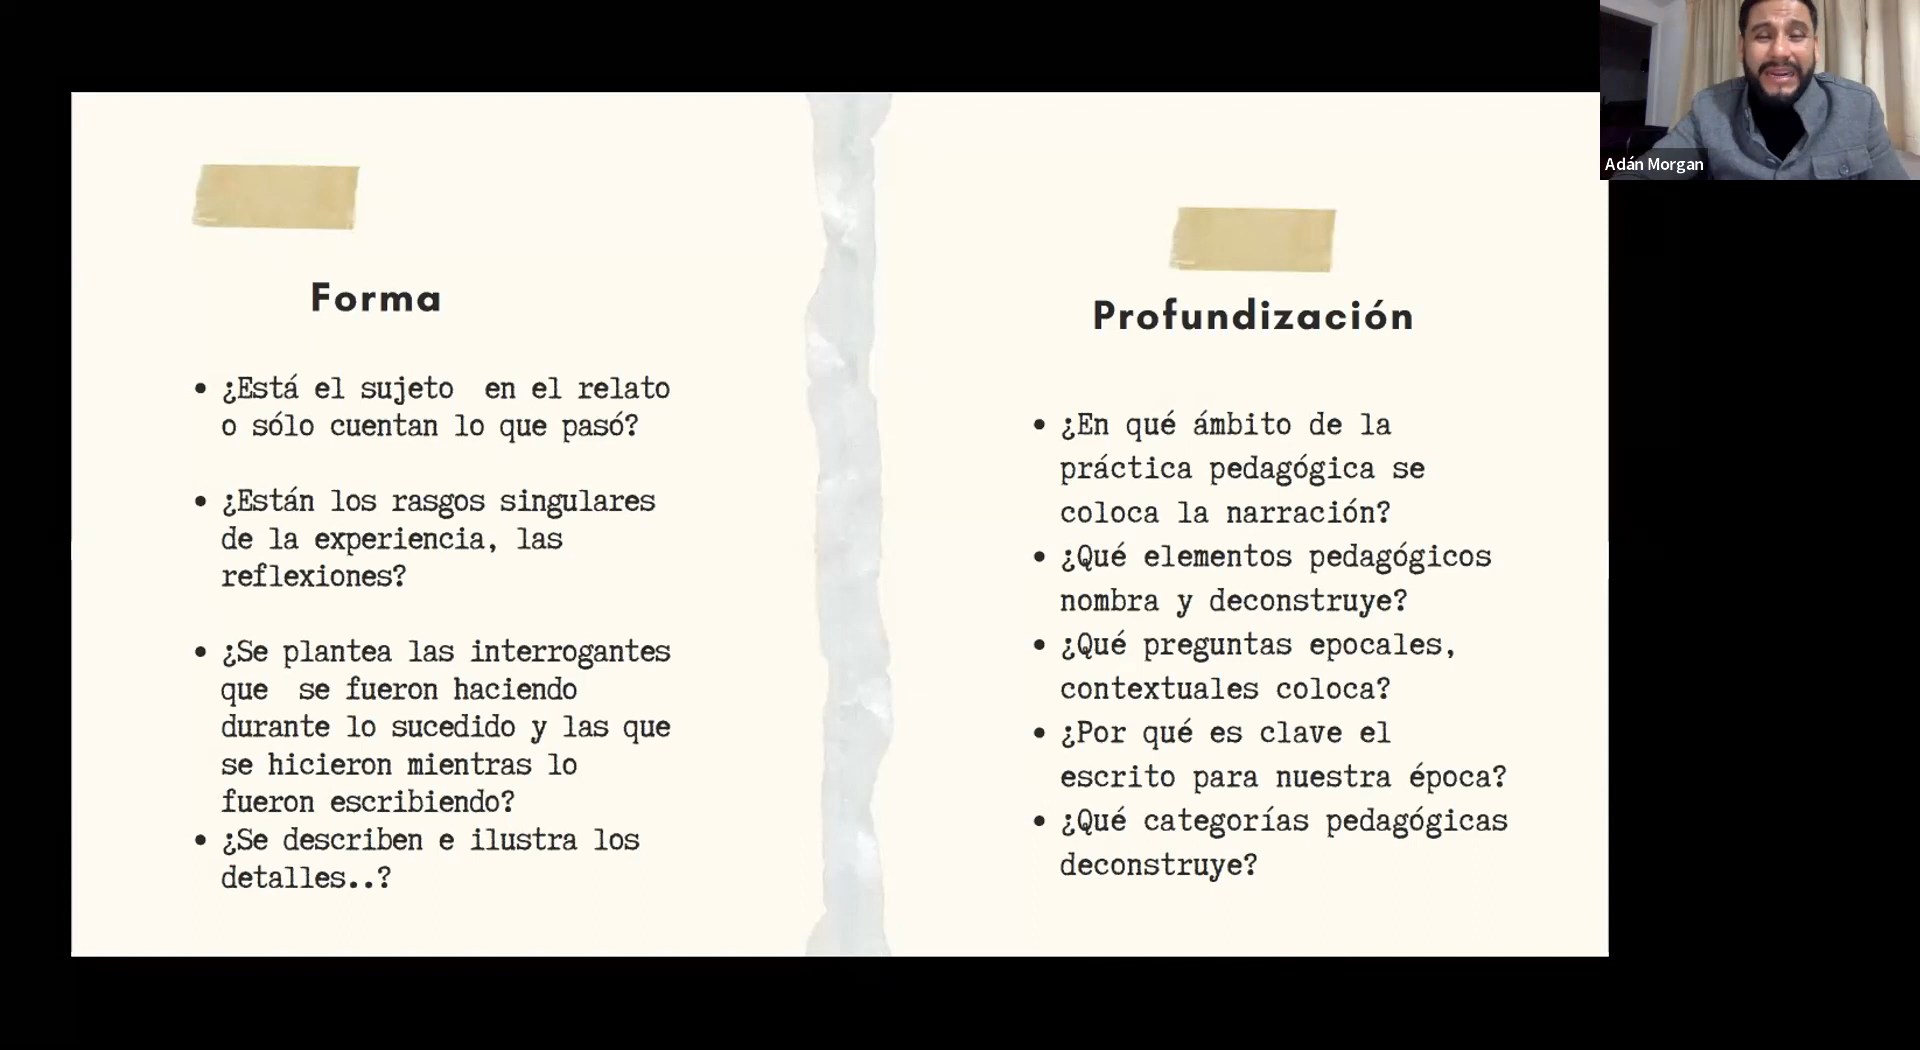 Forma
• ¿Está el sujeto  en el relato
o sólo cuentan lo que pasó?
• ¿Están los rasgos singulares
de la experiencia, las
reflexiones?
• ¿Se plantea las interrogantes
que  se fueron haciendo
durante lo sucedido y las que
se hicieron mientras lo
fueron escribiendo?
• ¿Se describen e ilustra los
detalles..?
Profundización
• ¿En qué ámbito de la
práctica pedagógica se
coloca la narración?
• ¿Qué elementos pedagógicos
nombra y deconstruye?
• ¿Qué preguntas epocales,
contextuales coloca?
• ¿Por qué es clave el
escrito para nuestra época?
• ¿Qué categorías pedagógicas
deconstruye?
Adán Morgan